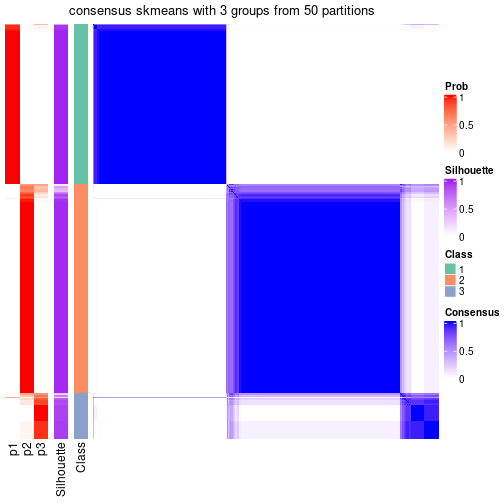 consensus skmeans with 3 groups from 50 partitions
Prob
1
0.5
0
Silhouette
1
0.5
0
Class
1
2
3
Consensus
1
0.5
0
p1
p2
p3
Silhouette
Class